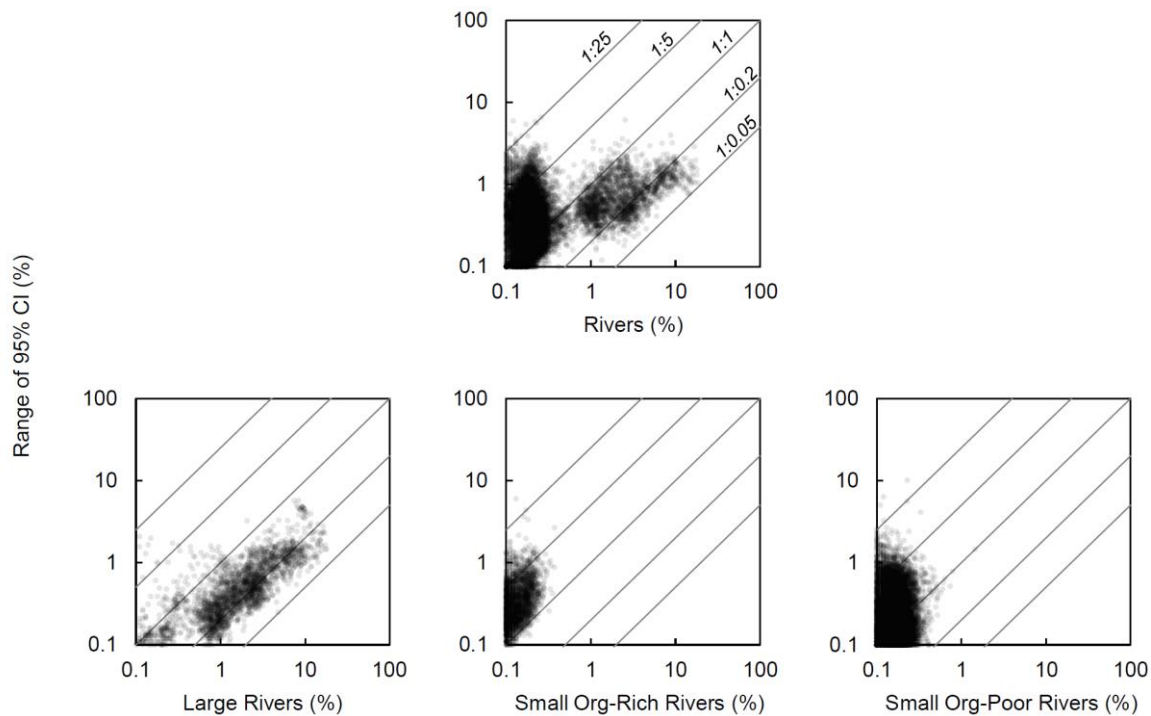 100
10
1
0.1
1:25
1:5
1:1
1:0.2
1:0.05
0.1 1 10 100
Rivers (%)
Range of 95% CI (%)
100
10
1
0.1
0.1 1 10 100
Large Rivers (%)
100
10
1
0.1
0.1 1 10 100
Small Org-Rich Rivers (%)
100
10
1
0.1
0.1 1 10 100
Small Org-Poor Rivers (%)